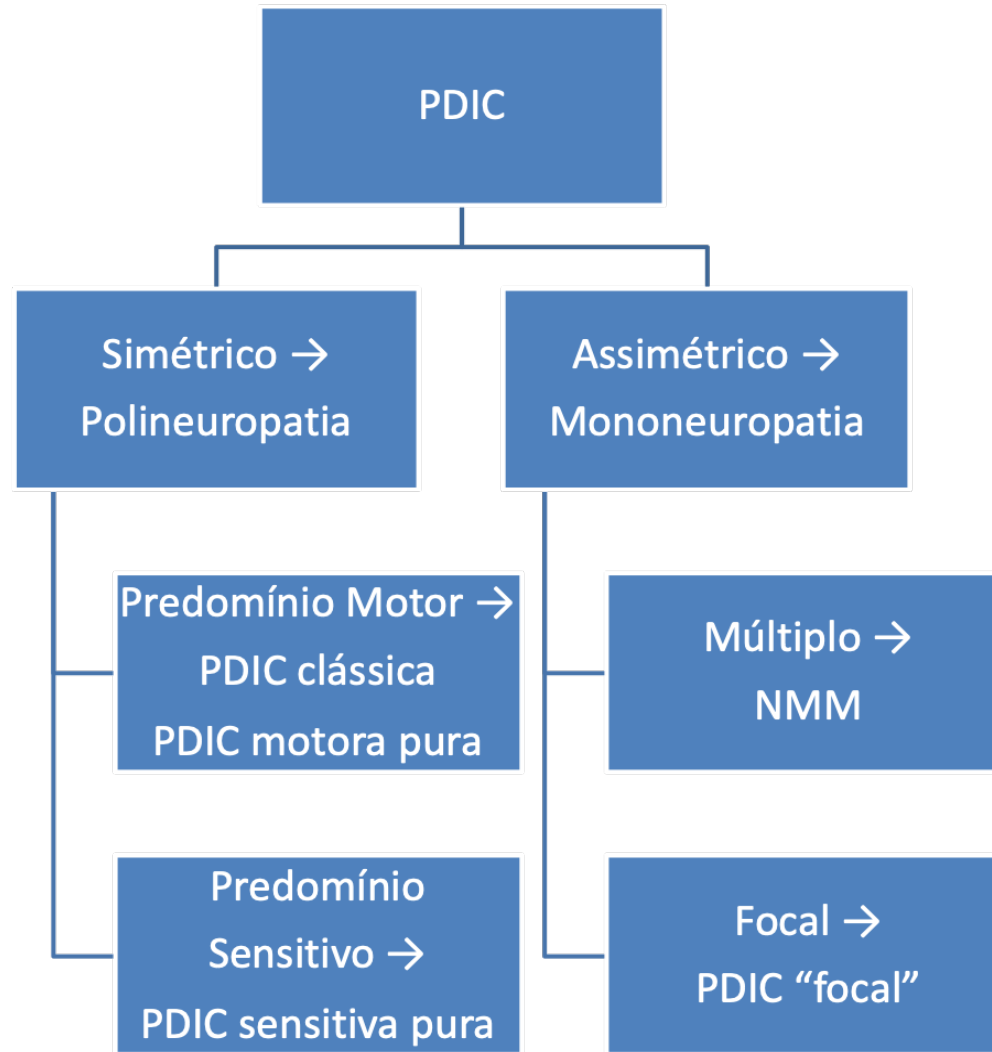 PDIC
Simétrico →
Polineuropatia
Assimétrico →
Mononeuropatia
Predomínio Motor →
PDIC clássica
PDIC motora pura
Múltiplo →
NMM
Predomínio
Sensitivo →
PDIC sensitiva pura
Focal →
PDIC “focal”